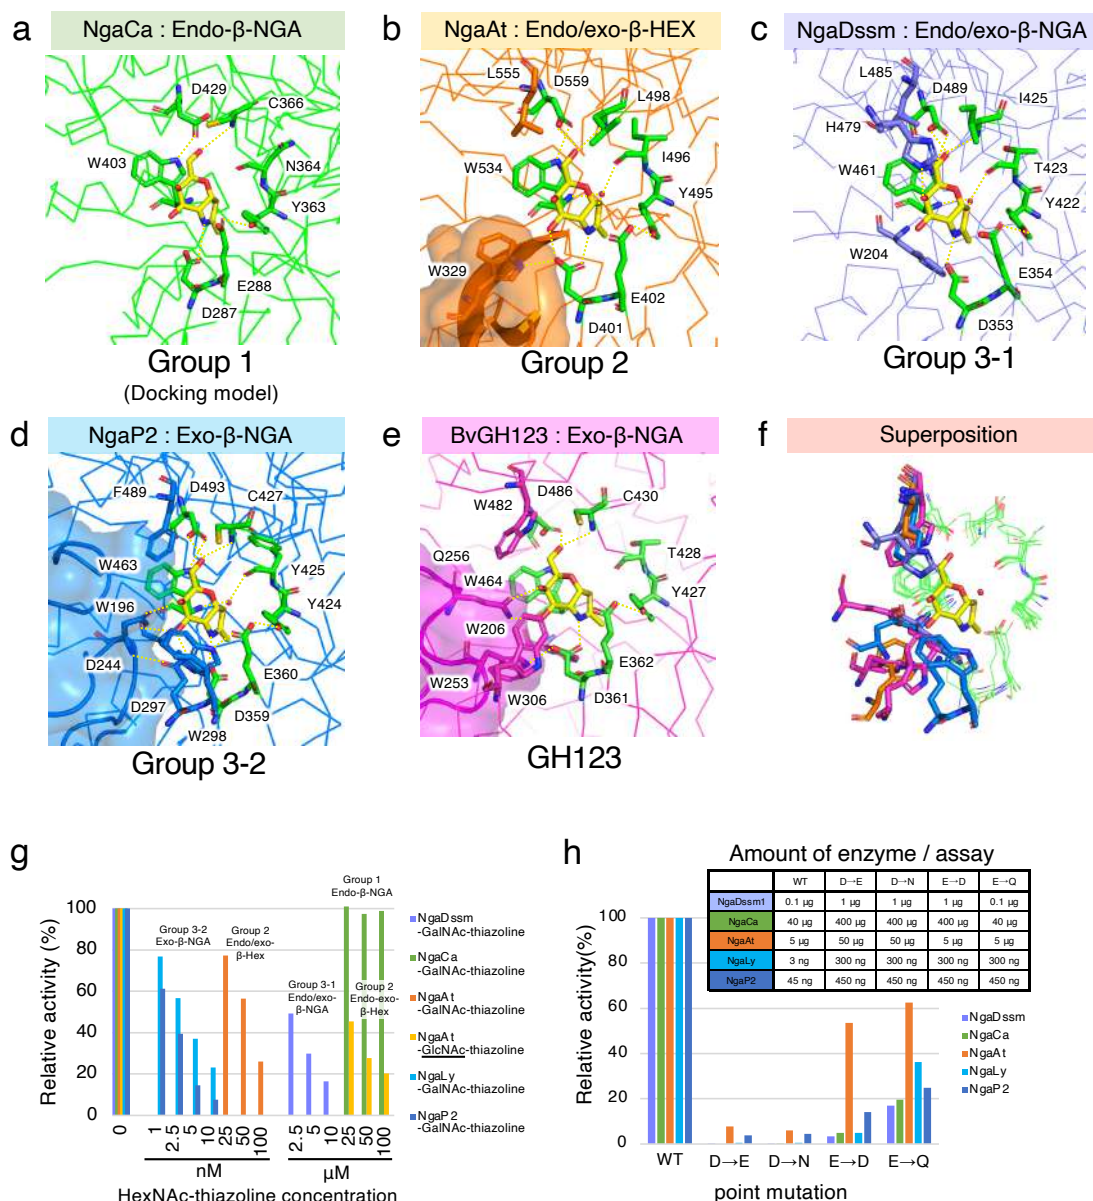 a
NgaCa : Endo-β-NGA
D429
C366
W403
N364
Y363
E288
D287
Group 1
(Docking model)
b
NgaAt : Endo/exo-β-HEX
L555
D559
L498
W534
I496
Y495
W329
E402
D401
Group 2
c
NgaDssm : Endo/exo-β-NGA
L485
D489
I425
H479
W461
T423
Y422
W204
E354
D353
Group 3-1
d
NgaP2 : Exo-β-NGA
F489
D493
C427
W463
Y425
W196
Y424
D244
E360
D297
D359
W298
Group 3-2
e
BvGH123 : Exo-β-NGA
W482
D486
C430
Q256
T428
W464
Y427
W206
E362
W253
W306
D361
GH123
f
Superposition
g
Relative activity (%)
100
80
60
40
20
0
Group 3-2
Exo-β-NGA
Group 2
Endo/exo-
β-Hex
Group 3-1
Endo/exo-
β-NGA
Group 1
Endo-β-NGA
Group 2
Endo-exo-
β-Hex
0 1 2.5 5 10 25 50 100 2.5 5 10 25 50 100
nM µM
HexNAc-thiazoline concentration
NgaDssm
-GalNAc-thiazoline
NgaCa
-GalNAc-thiazoline
NgaAt
-GalNAc-thiazoline
NgaAt
-GlcNAc-thiazoline
NgaLy
-GalNAc-thiazoline
NgaP2
-GalNAc-thiazoline
h
Amount of enzyme / assay
WT D→E D→N E→D E→Q
NgaDssm1 0.1 µg 1 µg 1 µg 1 µg 0.1 µg
NgaCa 40 µg 400 µg 400 µg 400 µg 40 µg
NgaAt 5 µg 50 µg 50 µg 5 µg 5 µg
NgaLy 3 ng 300 ng 300 ng 300 ng 300 ng
NgaP2 45 ng 450 ng 450 ng 450 ng 450 ng
Relative activity(%)
100
80
60
40
20
0
NgaDssm
NgaCa
NgaAt
NgaLy
NgaP2
WT D→E D→N E→D E→Q
point mutation